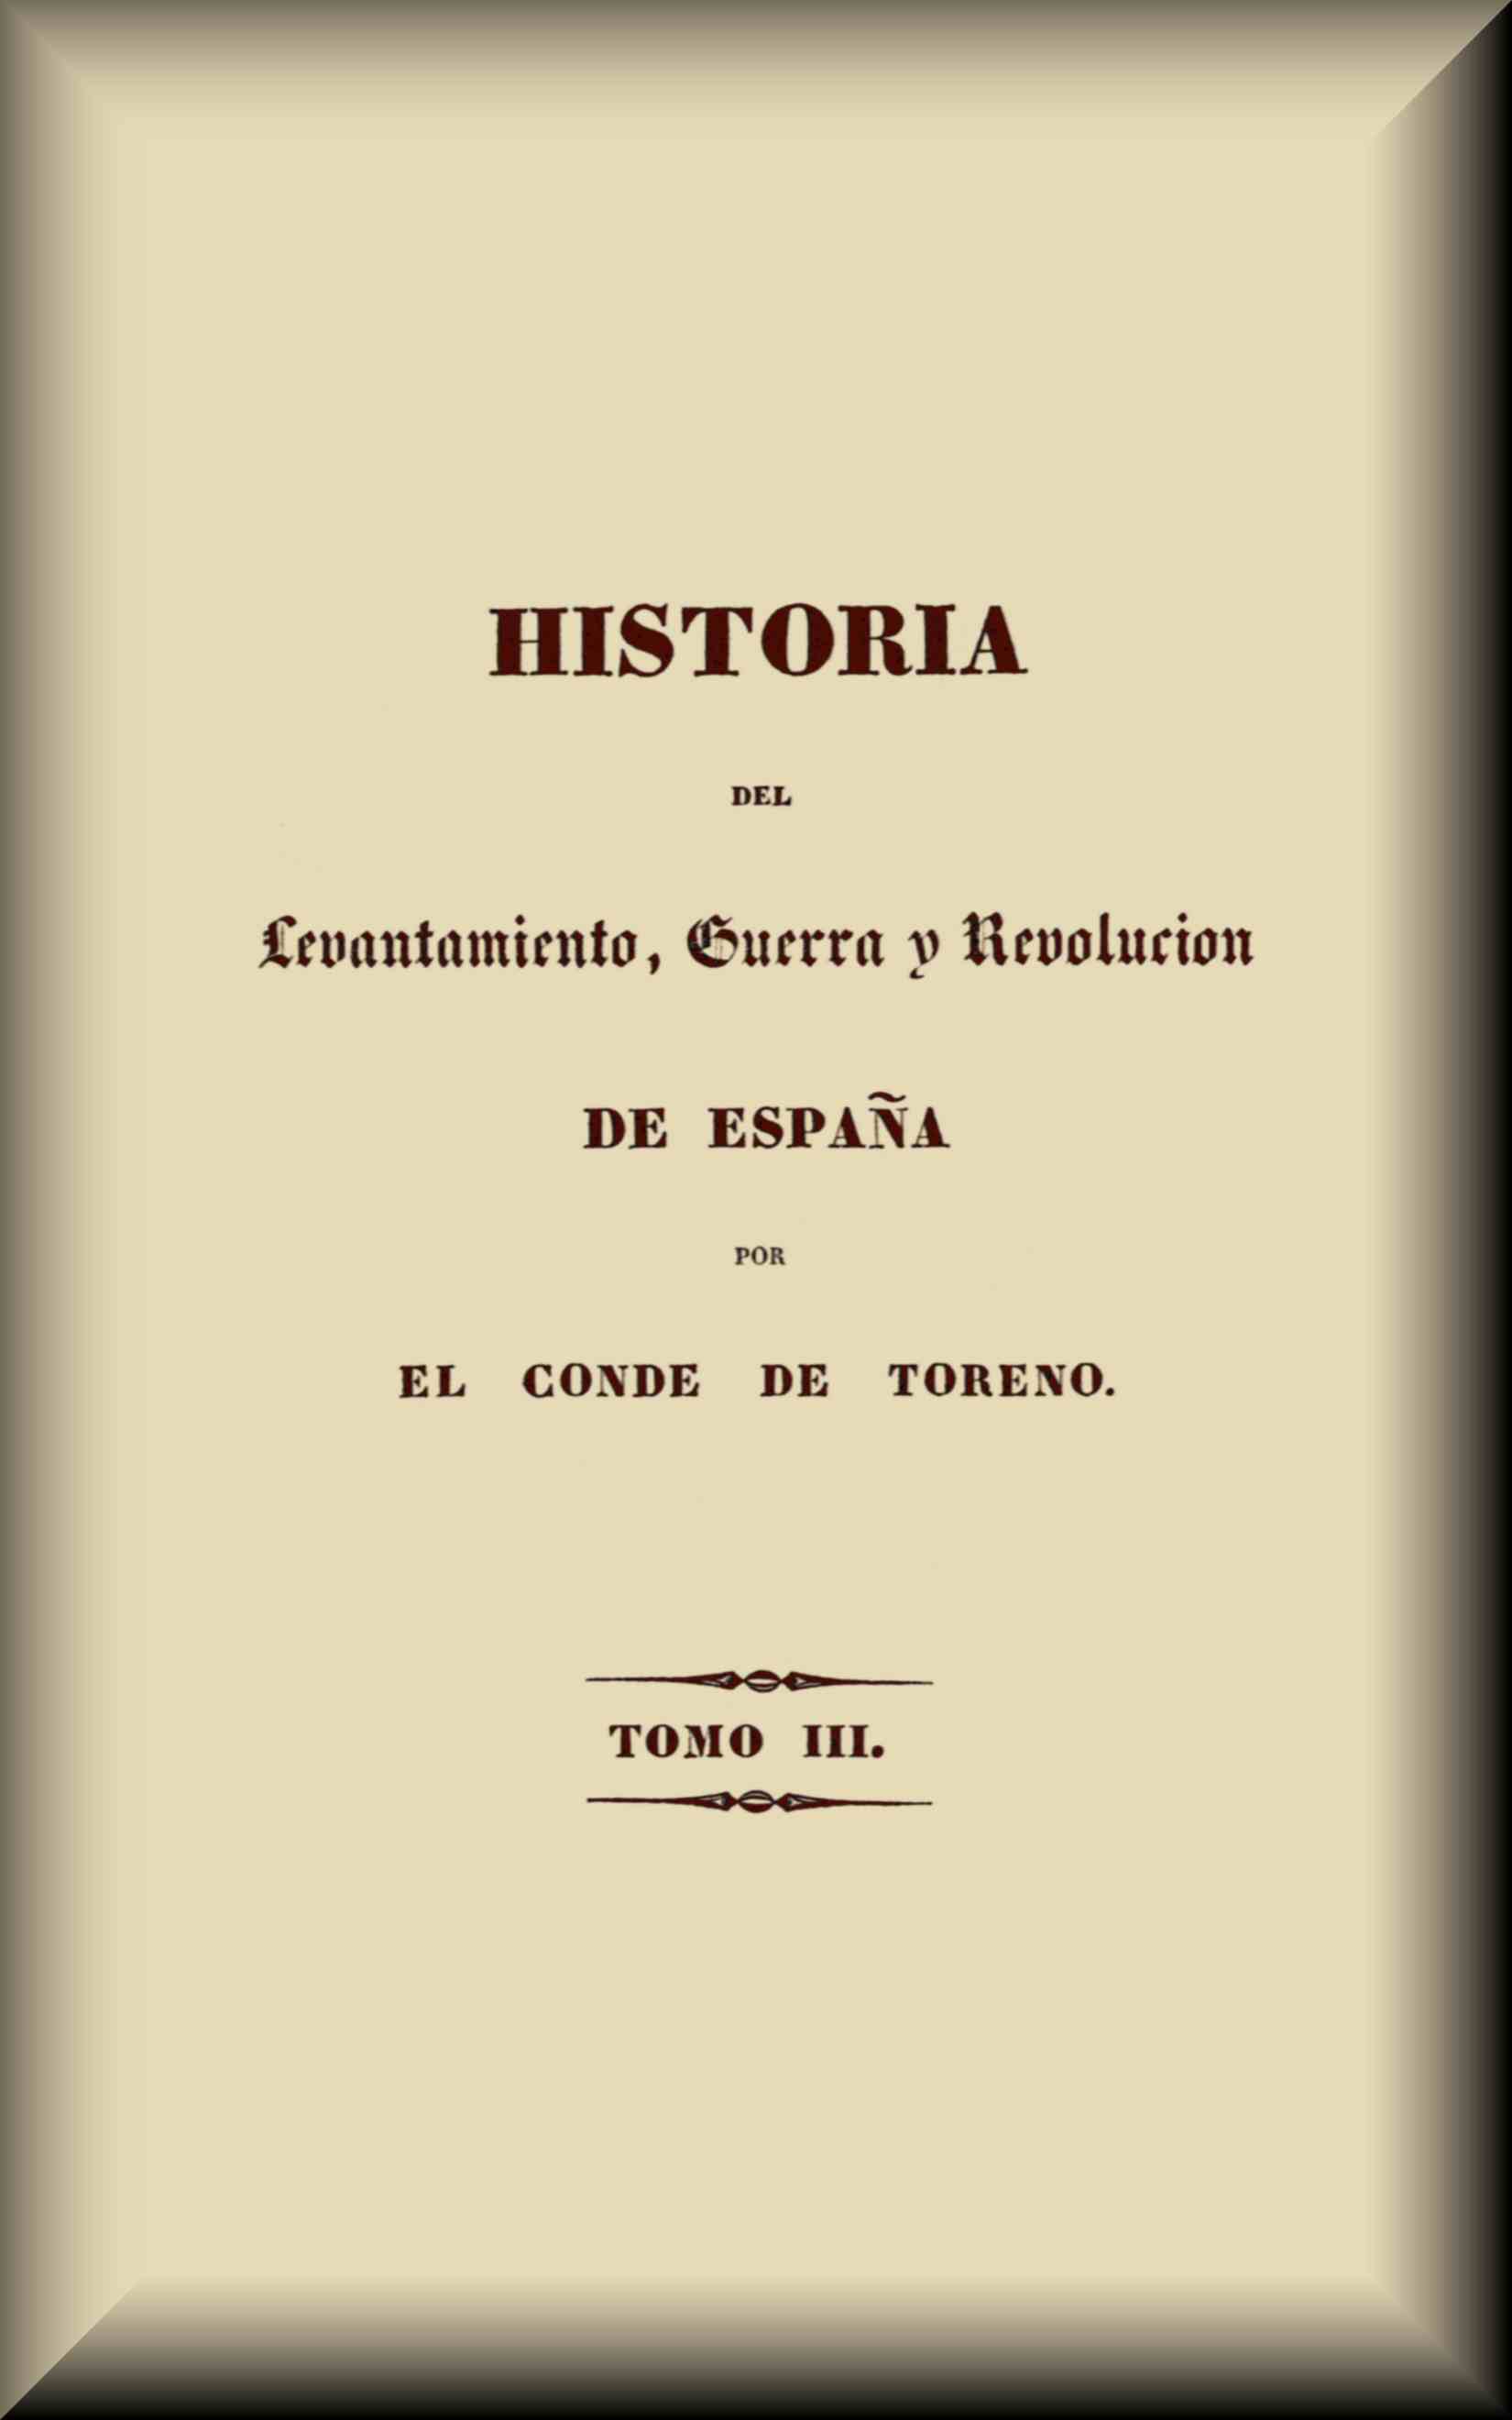 HISTORIA
DEL
Levantamiento, Guerra y Revolucion
DE ESPAÑA
POR
EL CONDE DE TORENO.
TOMO III.